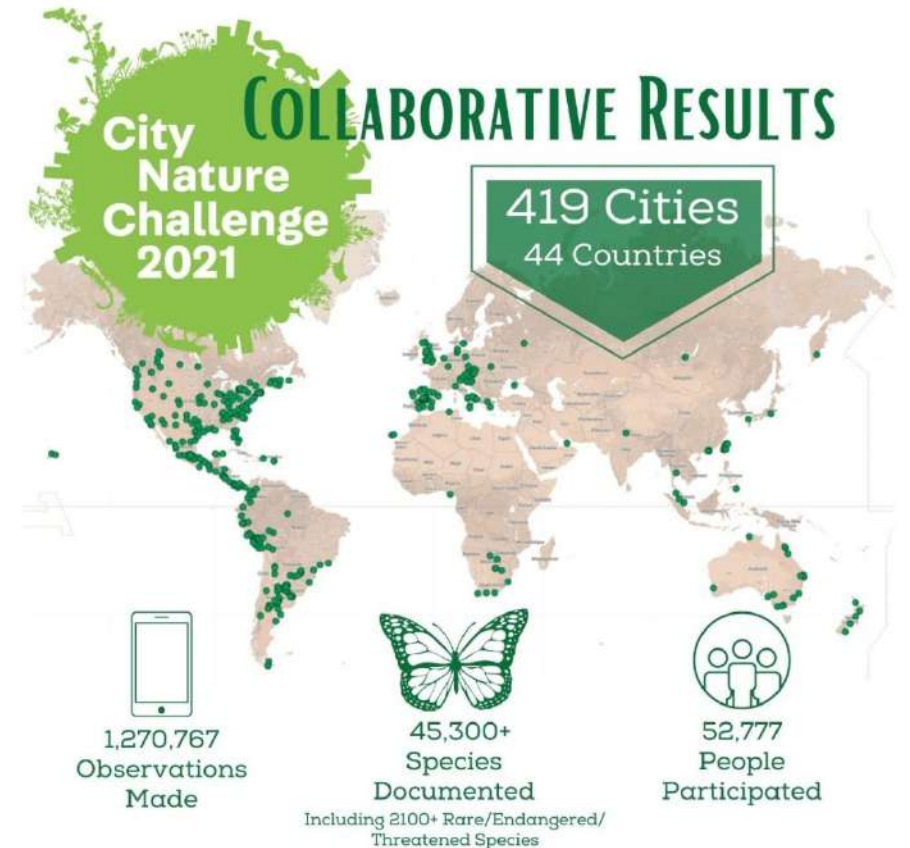 City
Nature
Challenge
2021
COLLABORATIVE RESULTS
419 Cities
44 Countries
1,270,767
Observations
Made
45,300+
Species
Documented
Including 2100+ Rare/Endangered/
Threatened Species
52,777
People
Participated